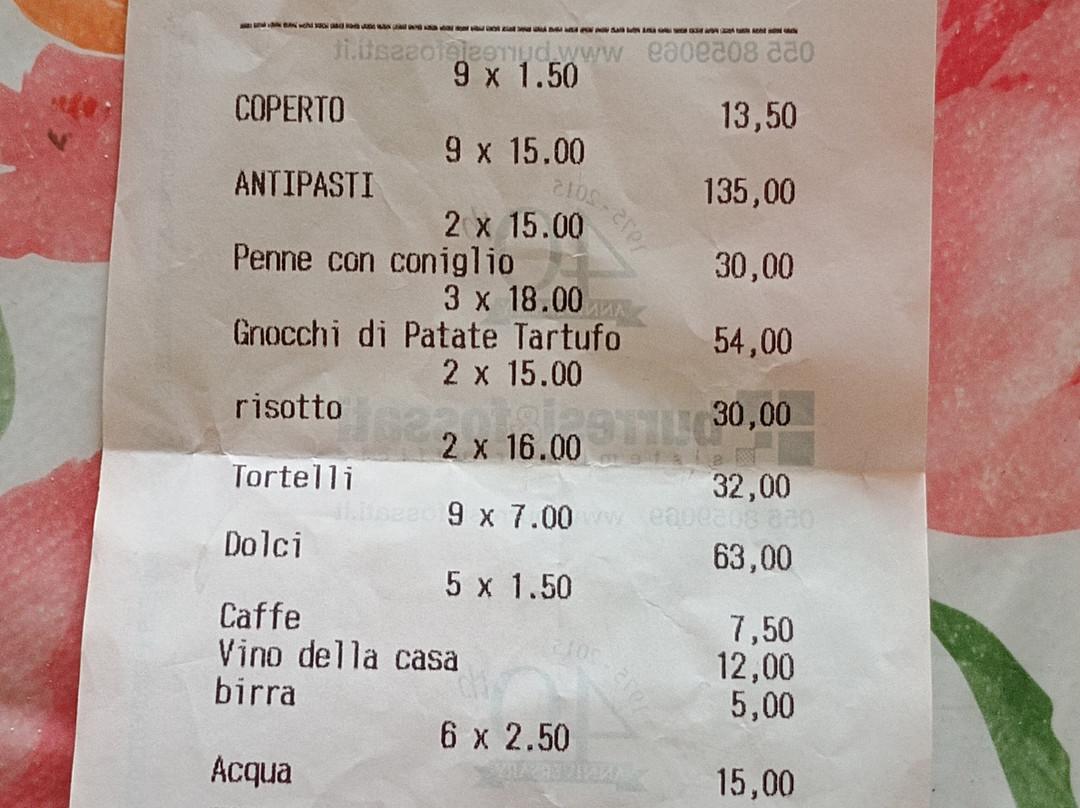 9 x 1.50
COPERTO 13,50
9 x 15.00
ANTIPASTI 135,00
2 x 15.00
Penne con coniglio 30,00
3 x 18.00
Gnocchi di Patate Tartufo 54,00
2 x 15.00
risotto 30,00
2 x 16.00
Tortelli 32,00
9 x 7.00
Dolci 63,00
5 x 1.50
Caffe 7,50
Vino della casa 12,00
birra 5,00
6 x 2.50
Acqua 15,00